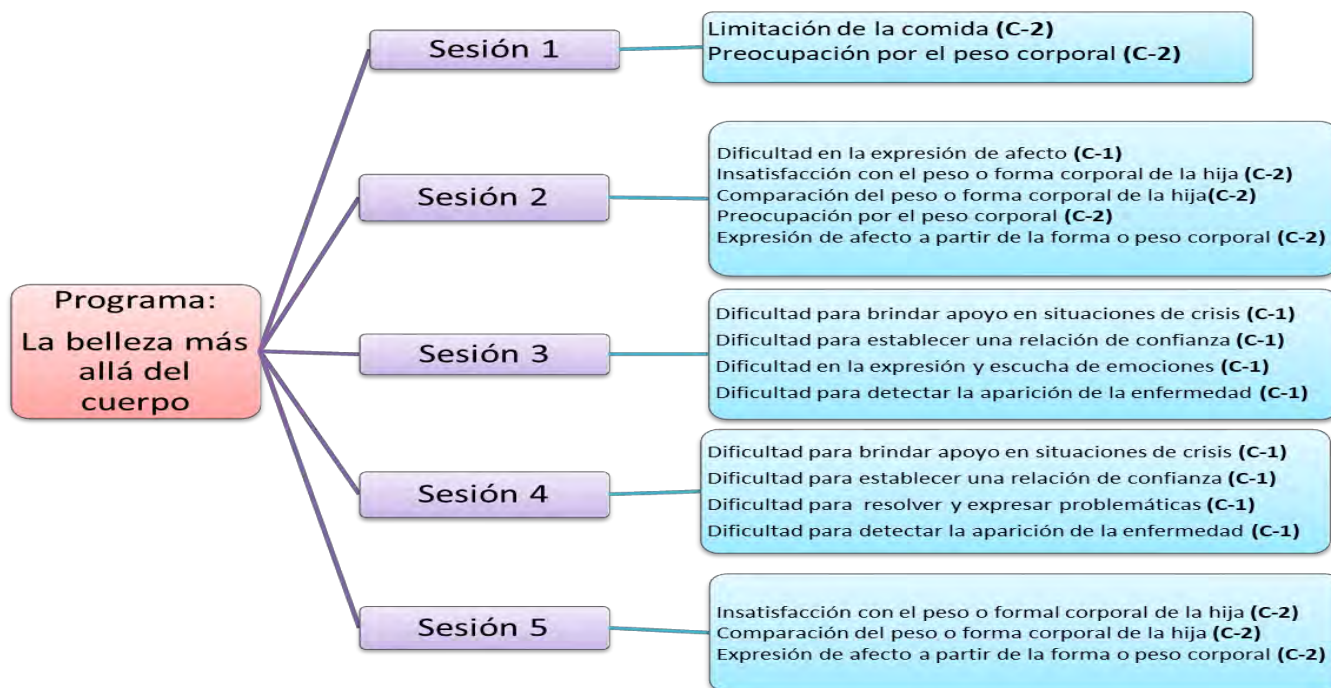 Programa:
La belleza más
allá del
cuerpo
Sesión 1
Limitación de la comida (C-2)
Preocupación por el peso corporal (C-2)
Sesión 2
Dificultad en la expresión de afecto (C-1)
Insatisfacción con el peso o forma corporal de la hija (C-2)
Comparación del peso o forma corporal de la hija(C-2)
Preocupación por el peso corporal (C-2)
Expresión de afecto a partir de la forma o peso corporal (C-2)
Sesión 3
Dificultad para brindar apoyo en situaciones de crisis (C-1)
Dificultad para establecer una relación de confianza (C-1)
Dificultad en la expresión y escucha de emociones (C-1)
Dificultad para detectar la aparición de la enfermedad (C-1)
Sesión 4
Dificultad para brindar apoyo en situaciones de crisis (C-1)
Dificultad para establecer una relación de confianza (C-1)
Dificultad para resolver y expresar problemáticas (C-1)
Dificultad para detectar la aparición de la enfermedad (C-1)
Sesión 5
Insatisfacción con el peso o formal corporal de la hija (C-2)
Comparación del peso o forma corporal de la hija (C-2)
Expresión de afecto a partir de la forma o peso corporal (C-2)